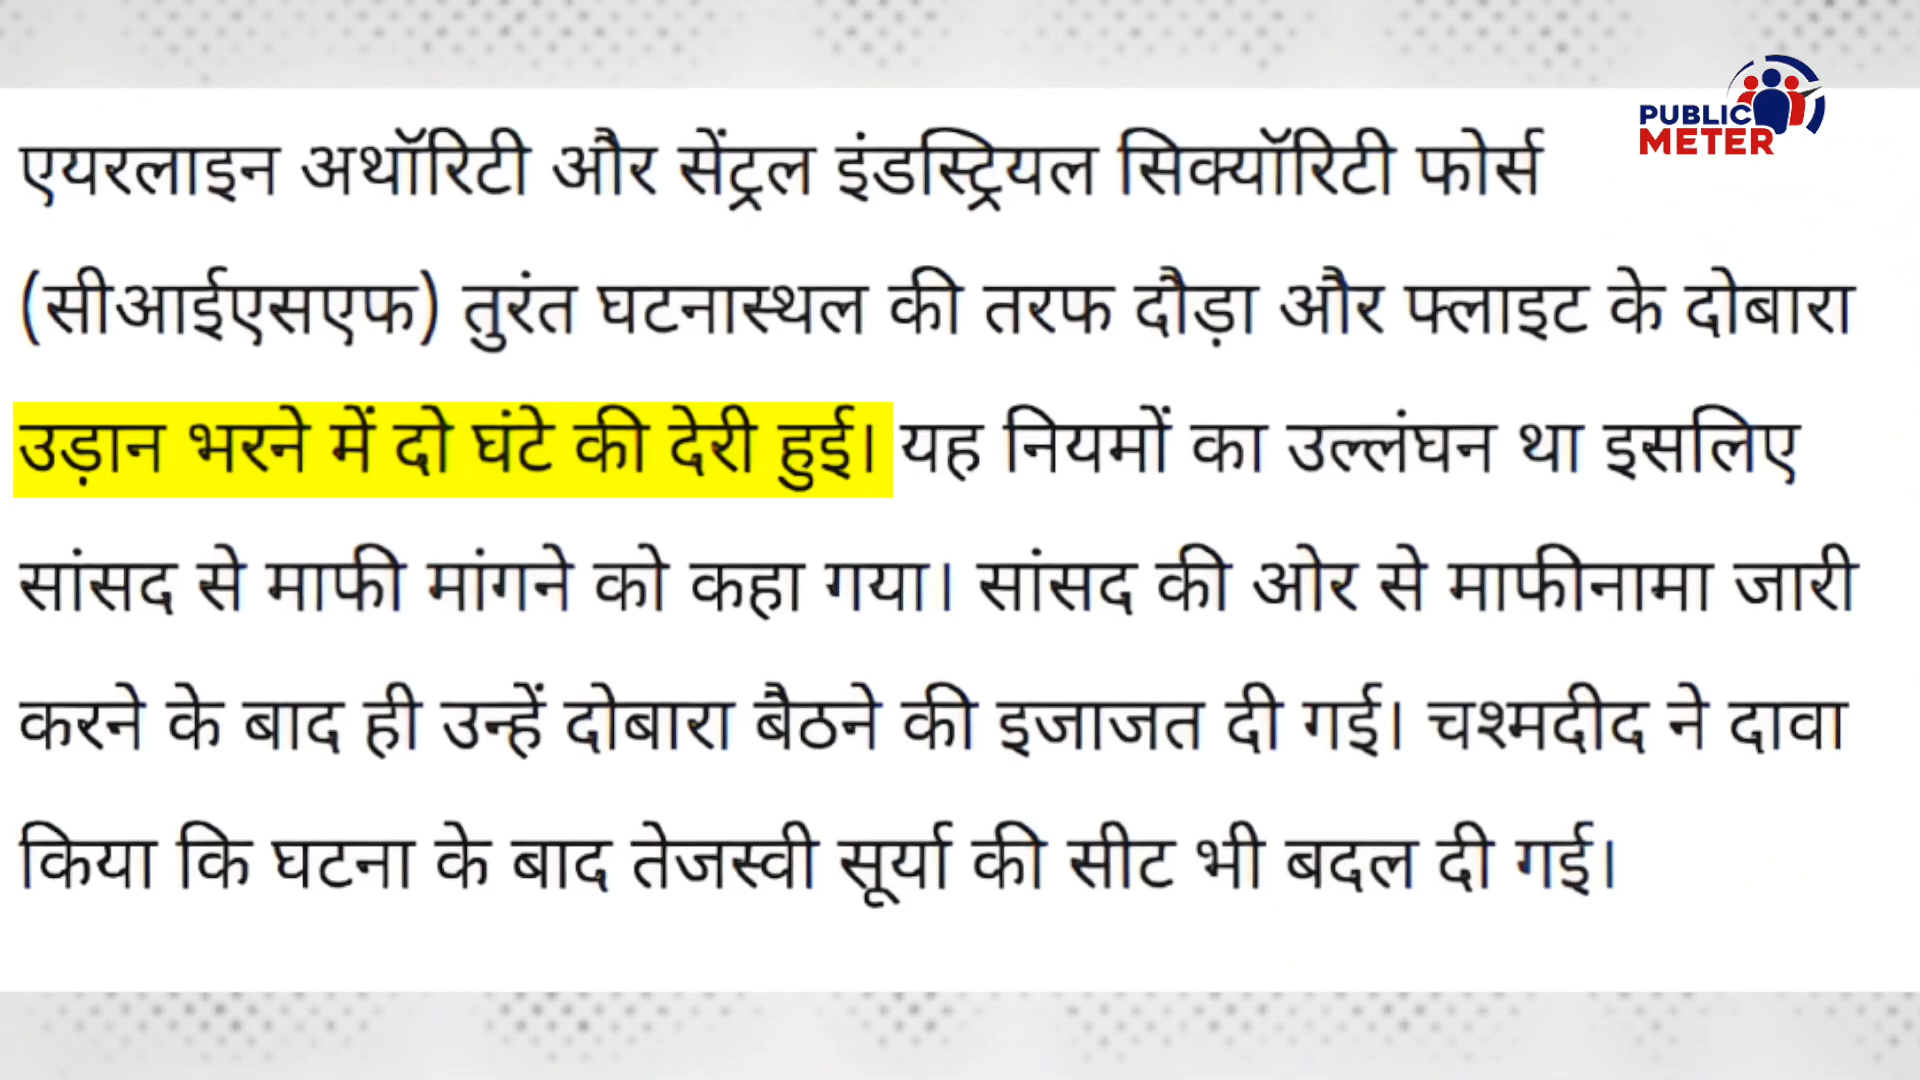 PUBLIC
METER
एयरलाइन अथॉरिटी और सेंट्रल इंडस्ट्रियल सिक्यॉरिटी फोर्स
(सीआईएसएफ) तुरंत घटनास्थल की तरफ दौड़ा और फ्लाइट के दोबारा
उड़ान भरने में दो घंटे की देरी हुई। यह नियमों का उल्लंघन था इसलिए
सांसद से माफी मांगने को कहा गया। सांसद की ओर से माफीनामा जारी
करने के बाद ही उन्हें दोबारा बैठने की इजाजत दी गई। चश्मदीद ने दावा
किया कि घटना के बाद तेजस्वी सूर्या की सीट भी बदल दी गई।